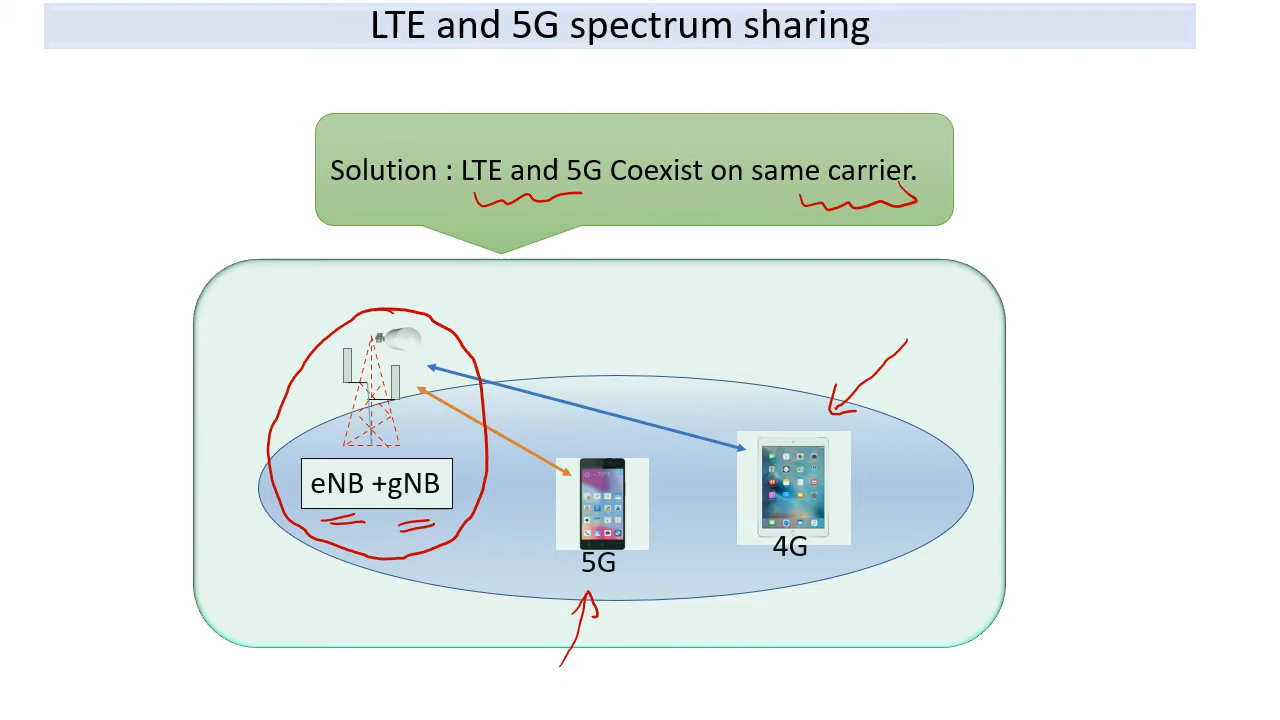 LTE and 5G spectrum sharing
Solution : LTE and 5G Coexist on same carrier.
eNB +gNB
5G
4G